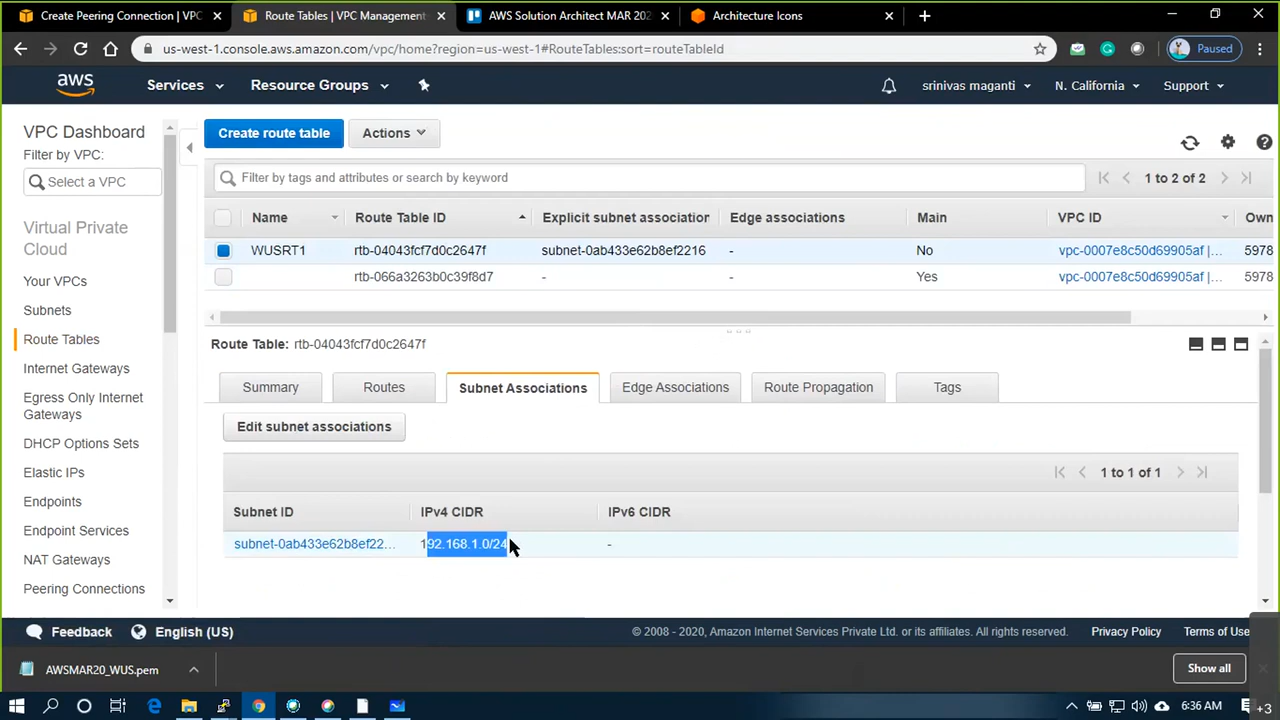 Create Peering Connection | VPC
Route Tables | VPC Management
AWS Solution Architect MAR 202
Architecture Icons
us-west-1.console.aws.amazon.com/vpc/home?region=us-west-1#RouteTables:sort=routeTableId
Paused
aws
Services
Resource Groups
srinivas maganti
N. California
Support
VPC Dashboard
Filter by VPC:
Select a VPC
Virtual Private
Cloud
Your VPCs
Subnets
Route Tables
Internet Gateways
Egress Only Internet
Gateways
DHCP Options Sets
Elastic IPs
Endpoints
Endpoint Services
NAT Gateways
Peering Connections
Create route table
Actions
Filter by tags and attributes or search by keyword
1 to 2 of 2
Name Route Table ID Explicit subnet association Edge associations Main VPC ID Own
WUSRT1 rtb-04043fcf7d0c2647f subnet-0ab433e62b8ef2216 - No vpc-0007e8c50d69905af |... 5978
rtb-066a3263b0c39f8d7 - - Yes vpc-0007e8c50d69905af |... 5978
Route Table: rtb-04043fcf7d0c2647f
Summary Routes Subnet Associations Edge Associations Route Propagation Tags
Edit subnet associations
1 to 1 of 1
Subnet ID IPv4 CIDR IPv6 CIDR
subnet-0ab433e62b8ef22... 192.168.1.0/24 -
Feedback
English (US)
© 2008 - 2020, Amazon Internet Services Private Ltd. or its affiliates. All rights reserved.
Privacy Policy
Terms of Use
AWSMAR20_WUS.pem
Show all
6:36 AM
+3